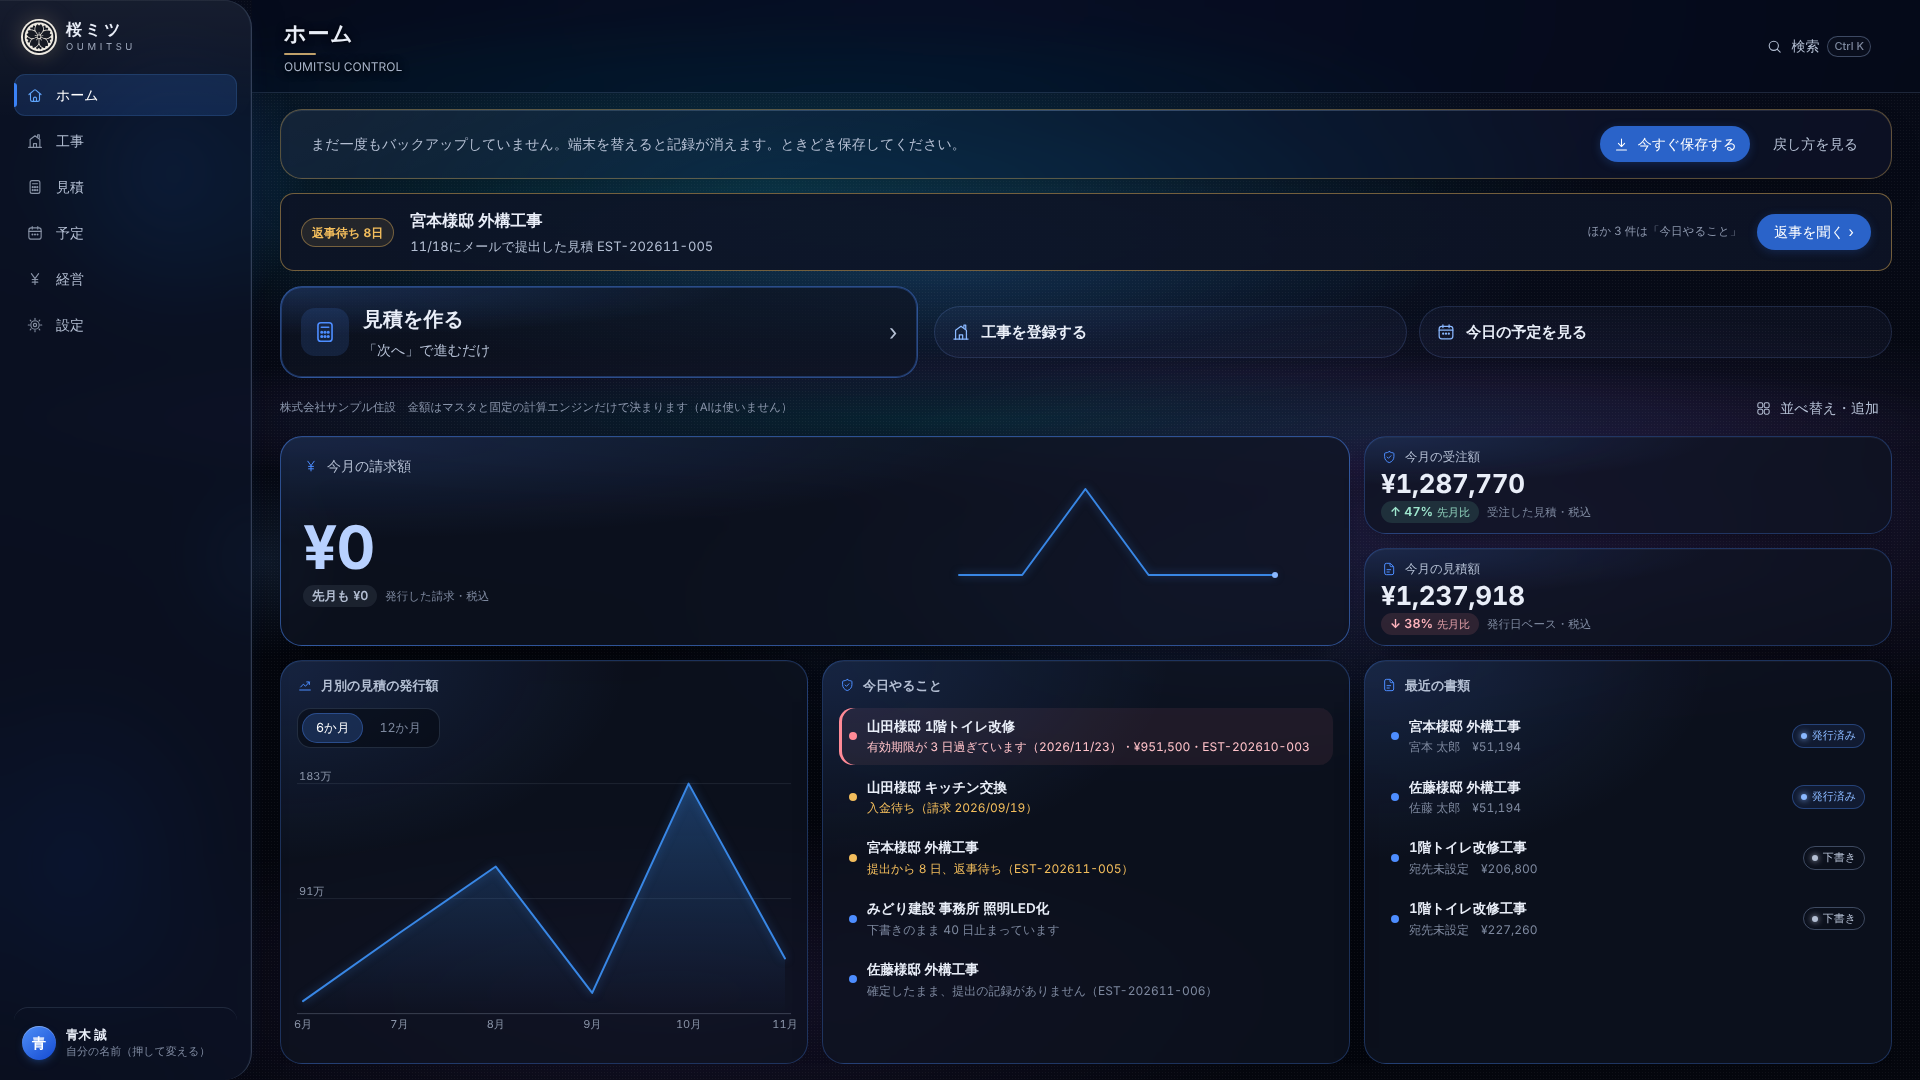 桜ミツ
OUMITSU
ホーム
工事
見積
予定
経営
設定
青
青木 誠
自分の名前（押して変える）
ホーム
OUMITSU CONTROL
検索 Ctrl K
まだ一度もバックアップしていません。端末を替えると記録が消えます。ときどき保存してください。
今すぐ保存する
戻し方を見る
返事待ち 8日
宮本様邸 外構工事
11/18にメールで提出した見積 EST-202611-005
ほか 3 件は「今日やること」
返事を聞く ›
見積を作る
「次へ」で進むだけ
工事を登録する
今日の予定を見る
株式会社サンプル住設　金額はマスタと固定の計算エンジンだけで決まります（AIは使いません）
並べ替え・追加
¥ 今月の請求額
¥0
先月も ¥0 発行した請求・税込
今月の受注額
¥1,287,770
↑ 47% 先月比 受注した見積・税込
今月の見積額
¥1,237,918
↓ 38% 先月比 発行日ベース・税込
月別の見積の発行額
6か月 12か月
183万
91万
6月 7月 8月 9月 10月 11月
今日やること
山田様邸 1階トイレ改修
有効期限が 3 日過ぎています（2026/11/23）・¥951,500・EST-202610-003
山田様邸 キッチン交換
入金待ち（請求 2026/09/19）
宮本様邸 外構工事
提出から 8 日、返事待ち（EST-202611-005）
みどり建設 事務所 照明LED化
下書きのまま 40 日止まっています
佐藤様邸 外構工事
確定したまま、提出の記録がありません（EST-202611-006）
最近の書類
宮本様邸 外構工事
宮本 太郎　¥51,194
発行済み
佐藤様邸 外構工事
佐藤 太郎　¥51,194
発行済み
1階トイレ改修工事
宛先未設定　¥206,800
下書き
1階トイレ改修工事
宛先未設定　¥227,260
下書き